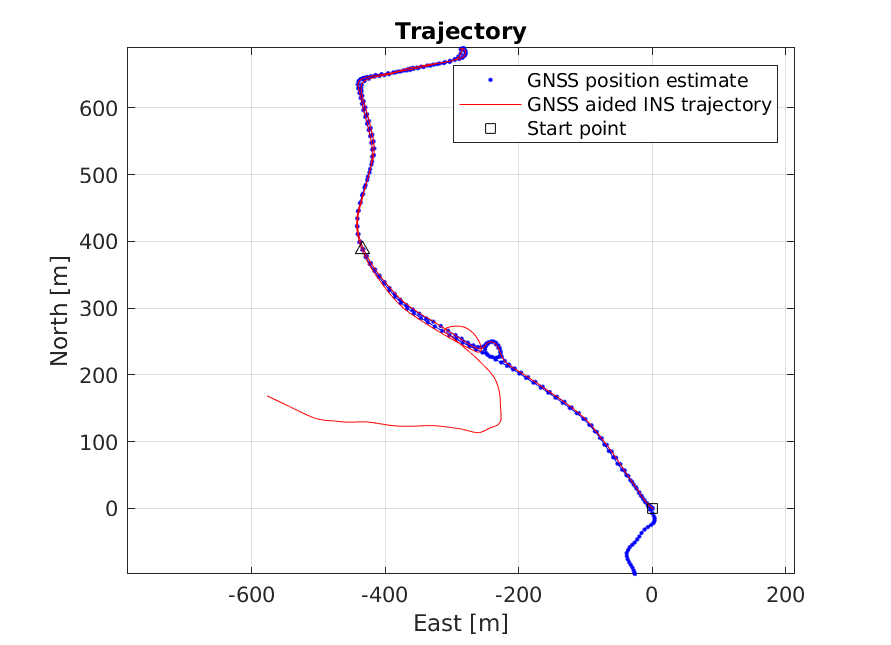 Trajectory
GNSS position estimate
GNSS aided INS trajectory
Start point
600
500
400
300
200
100
0
North [m]
-600
-400
-200
0
200
East [m]